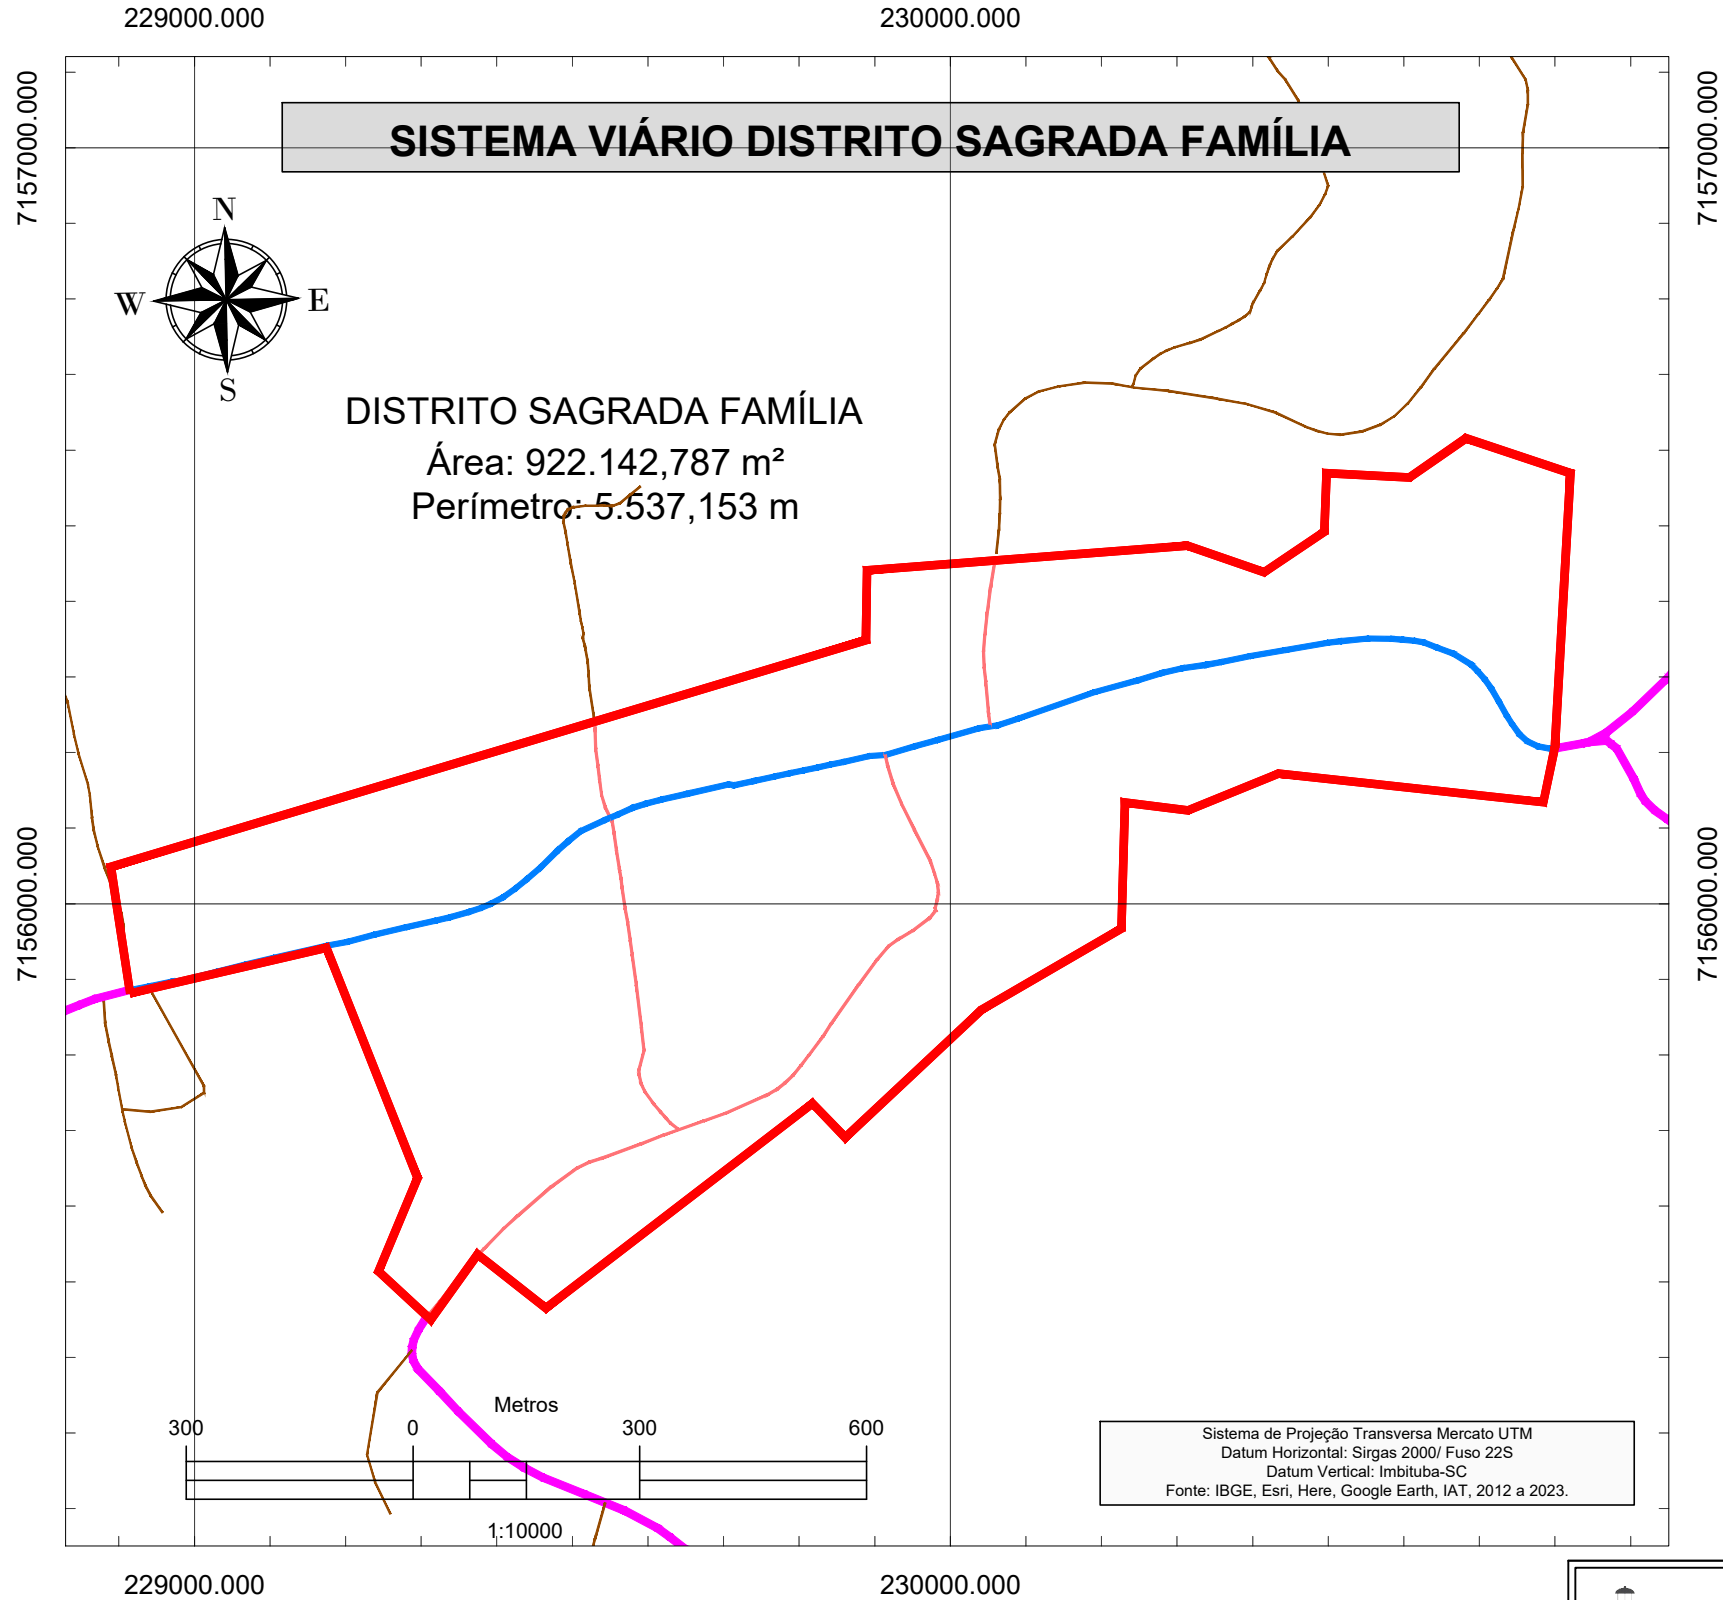 229000.000
230000.000
7157000.000
7157000.000
SISTEMA VIÁRIO DISTRITO SAGRADA FAMÍLIA
N
W
E
S
DISTRITO SAGRADA FAMÍLIA
Área: 922.142,787 m²
Perímetro: 5.537,153 m
7156000.000
7156000.000
Metros
300
0
300
600
1:10000
Sistema de Projeção Transversa Mercato UTM
Datum Horizontal: Sirgas 2000/ Fuso 22S
Datum Vertical: Imbituba-SC
Fonte: IBGE, Esri, Here, Google Earth, IAT, 2012 a 2023.
229000.000
230000.000